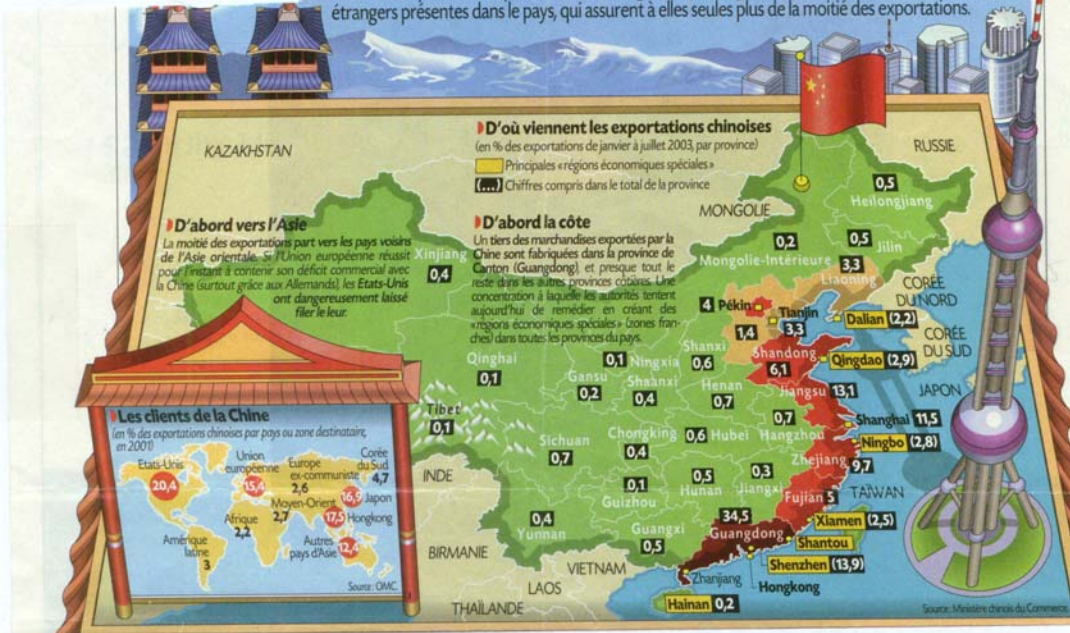 étrangers présentes dans le pays, qui assurent à elles seules plus de la moitié des exportations.
D'où viennent les exportations chinoises
(en % des exportations de janvier à juillet 2003, par province)
Principales «régions économiques spéciales»
(...) Chiffres compris dans le total de la province
KAZAKHSTAN
RUSSIE
MONGOLIE
D'abord vers l'Asie
La moitié des exportations part vers les pays voisins
de l'Asie orientale. Si l'Union européenne réussit
pour l'instant à contenir son déficit commercial avec
la Chine (surtout grâce aux Allemands), les Etats-Unis
ont dangereusement laissé
filer le leur.
D'abord la côte
Un tiers des marchandises exportées par la
Chine sont fabriquées dans la province de
Canton (Guangdong), et presque tout le
reste dans les autres provinces côtières. Une
concentration à laquelle les autorités tentent
aujourd'hui de remédier en créant des
«régions économiques spéciales» (zones fran-
ches) dans toutes les provinces du pays.
0,5
Heilongjiang
0,5
Jilin
0,2
Mongolie-Intérieure
3,3
Liaoning
Xinjiang
0,4
CORÉE
DU NORD
4 Pékin
Tianjin
3,3
1,4
Dalian (2,2)
CORÉE
DU SUD
Shanxi
0,6
Shandong
6,1
Qingdao (2,9)
JAPON
Qinghai
0,1
0,1 Ningxia
Gansu
0,2
Shaanxi
0,4
Henan
0,7
Jiangsu 13,1
Tibet
0,1
0,7
Hangzhou
Shanghai 11,5
Ningbo (2,8)
Sichuan
0,7
Chongking
0,4
0,6 Hubei
Zhejiang
9,7
INDE
0,1
Guizhou
0,5
Hunan
0,3
Jiangxi
Fujian 5
TAÏWAN
0,4
Yunnan
Guangxi
0,5
34,5
Guangdong
Xiamen (2,5)
Shantou
Shenzhen (13,9)
Hongkong
Zhanjiang
Hainan 0,2
BIRMANIE
VIETNAM
LAOS
THAÏLANDE
Les clients de la Chine
(en % des exportations chinoises par pays ou zone destinataire,
en 2001)
Etats-Unis
20,4
Union
européenne
15,4
Europe
ex-communiste
2,6
Corée
du Sud
4,7
Moyen-Orient
2,7
16,9 Japon
17,5 Hongkong
Afrique
2,2
Amérique
latine
3
Autres
pays d'Asie
12,4
Source: OMC.
Source: Ministère chinois du Commerce.